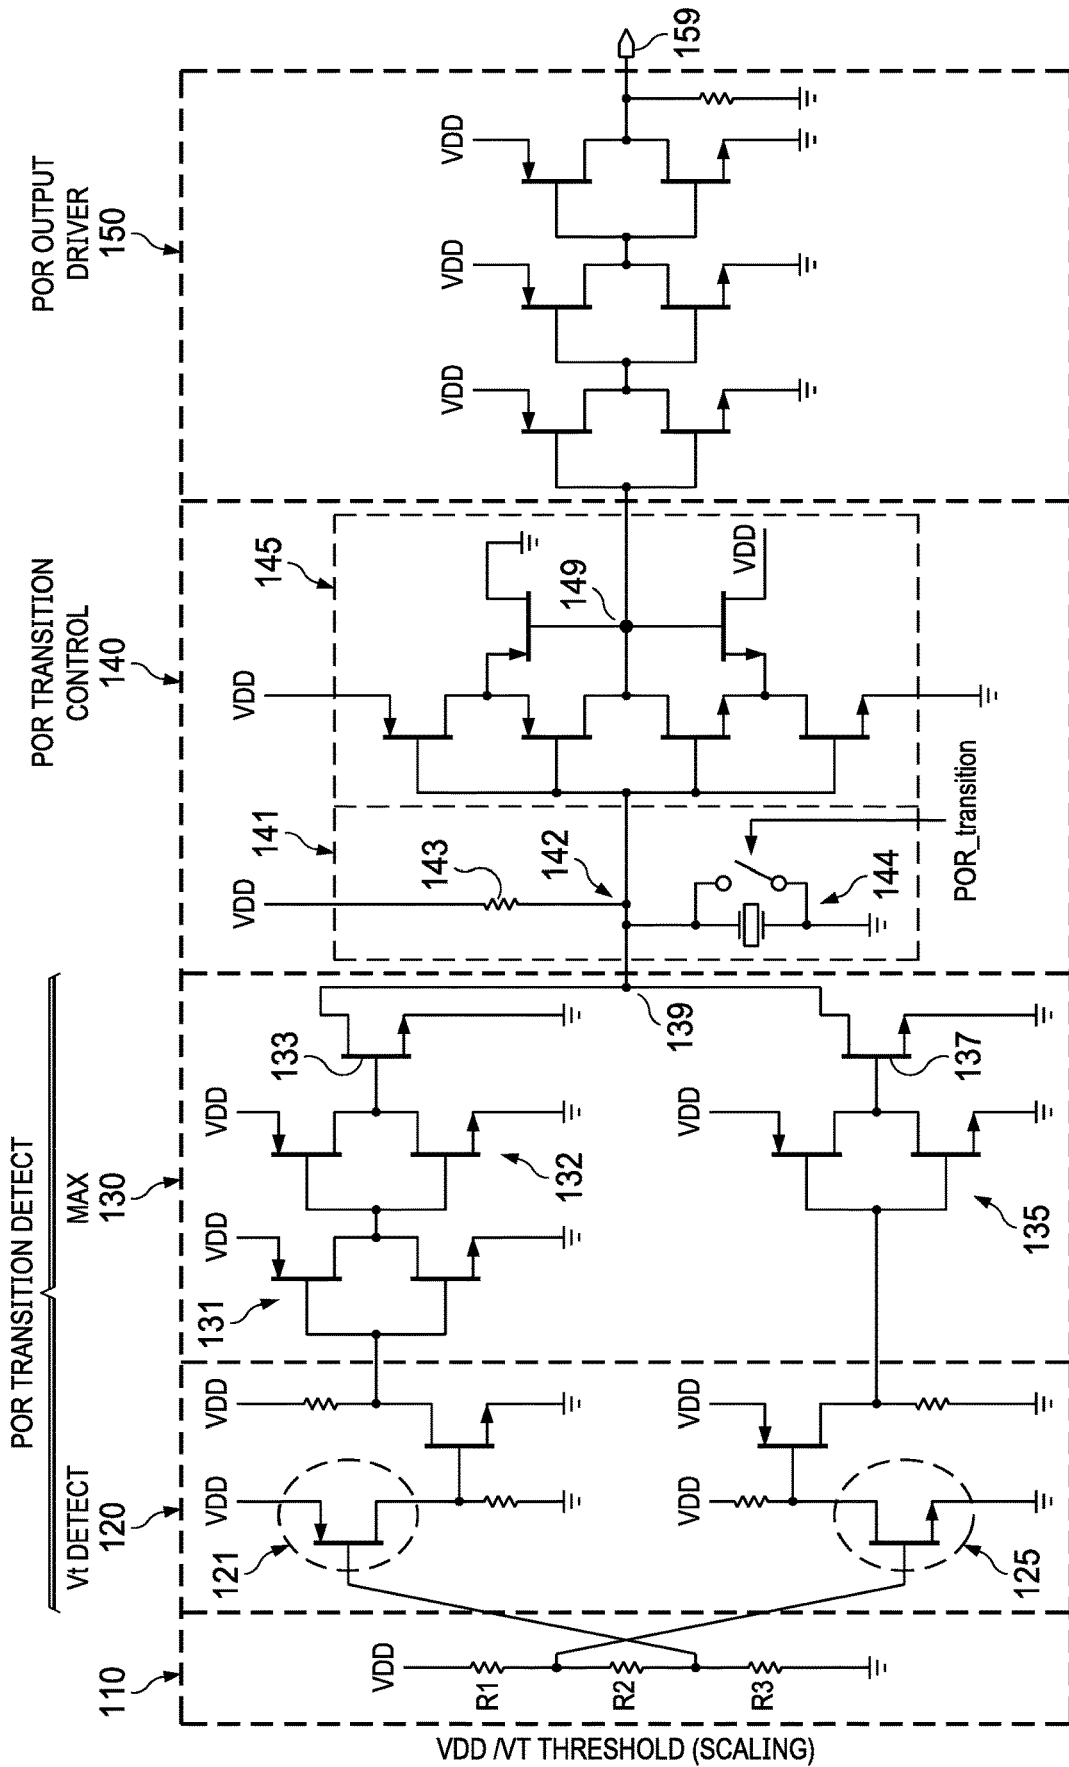 POR TRANSITION DETECT
VDD /VT THRESHOLD (SCALING)
110
VDD
R1
R2
R3
Vt DETECT
120
VDD
VDD
121
VDD
VDD
125
MAX
130
VDD
VDD
131
132
133
VDD
135
137
139
POR TRANSITION
CONTROL
140
141
VDD
143
142
144
POR_transition
145
VDD
149
VDD
POR OUTPUT
DRIVER
150
VDD
VDD
VDD
159